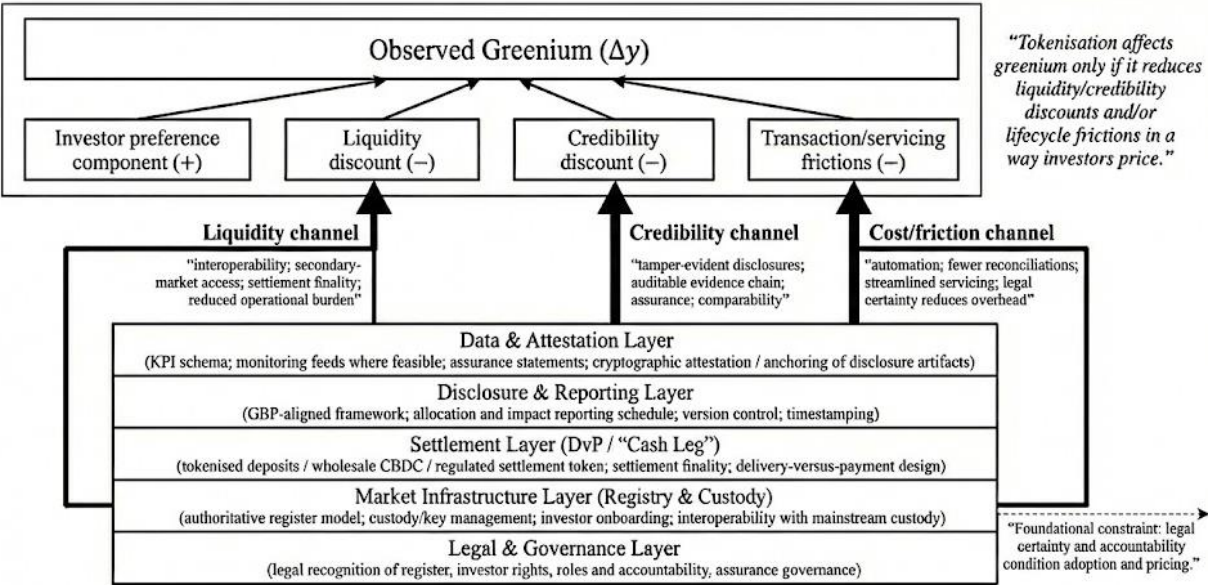 Observed Greenium (Δy)
Investor preference
component (+)
Liquidity
discount (−)
Credibility
discount (−)
Transaction/servicing
frictions (−)
“Tokenisation affects
greenium only if it reduces
liquidity/credibility
discounts and/or
lifecycle frictions in a
way investors price.”
Liquidity channel
“interoperability; secondary-
market access; settlement finality;
reduced operational burden”
Credibility channel
“tamper-evident disclosures;
auditable evidence chain;
assurance; comparability”
Cost/friction channel
“automation; fewer reconciliations;
streamlined servicing; legal
certainty reduces overhead”
Data & Attestation Layer
(KPI schema; monitoring feeds where feasible; assurance statements; cryptographic attestation / anchoring of disclosure artifacts)
Disclosure & Reporting Layer
(GBP-aligned framework; allocation and impact reporting schedule; version control; timestamping)
Settlement Layer (DvP / “Cash Leg”)
(tokenised deposits / wholesale CBDC / regulated settlement token; settlement finality; delivery-versus-payment design)
Market Infrastructure Layer (Registry & Custody)
(authoritative register model; custody/key management; investor onboarding; interoperability with mainstream custody)
Legal & Governance Layer
(legal recognition of register, investor rights, roles and accountability, assurance governance)
“Foundational constraint: legal
certainty and accountability
condition adoption and pricing.”